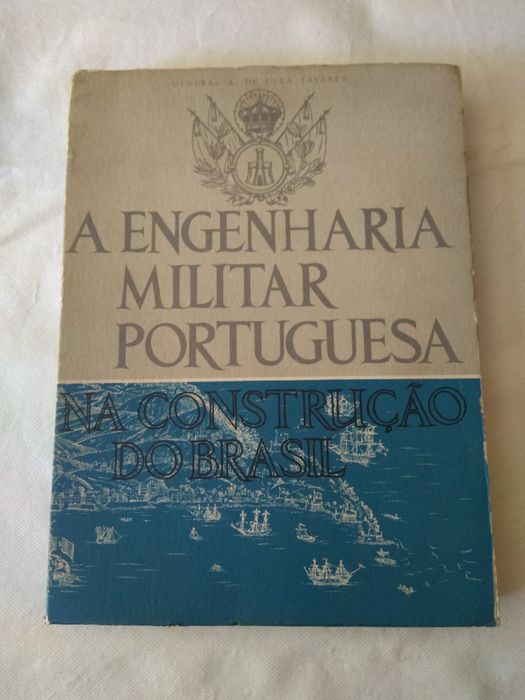 GENERAL A. DE LYRA TAVARES
A ENGENHARIA
MILITAR
PORTUGUESA
NA CONSTRUÇÃO
DO BRASIL